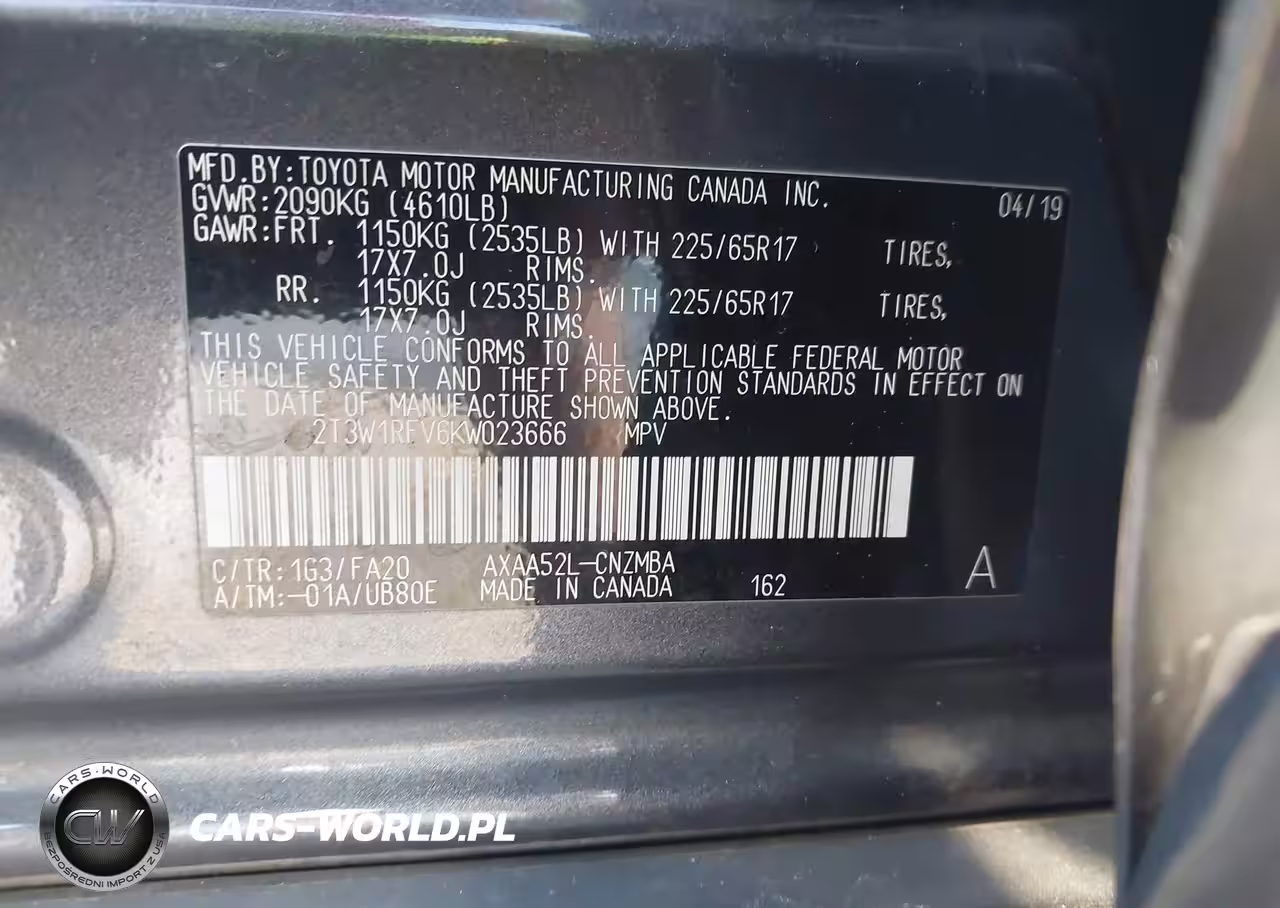 MFD.BY:TOYOTA MOTOR MANUFACTURING CANADA INC. 04/19
GVWR:2090KG (4610LB)
GAWR:FRT. 1150KG (2535LB) WITH 225/65R17 TIRES,
17X7.0J RIMS.
RR. 1150KG (2535LB) WITH 225/65R17 TIRES,
17X7.0J RIMS.
THIS VEHICLE CONFORMS TO ALL APPLICABLE FEDERAL MOTOR
VEHICLE SAFETY AND THEFT PREVENTION STANDARDS IN EFFECT ON
THE DATE OF MANUFACTURE SHOWN ABOVE.
2T3W1RFV6KW023666 MPV
C/TR:1G3/FA20 AXAA52L-CNZMBA
A/TM:-01A/UB80E MADE IN CANADA 162 A
CARS-WORLD
CW
BEZPOŚREDNI IMPORT Z USA
CARS-WORLD.PL